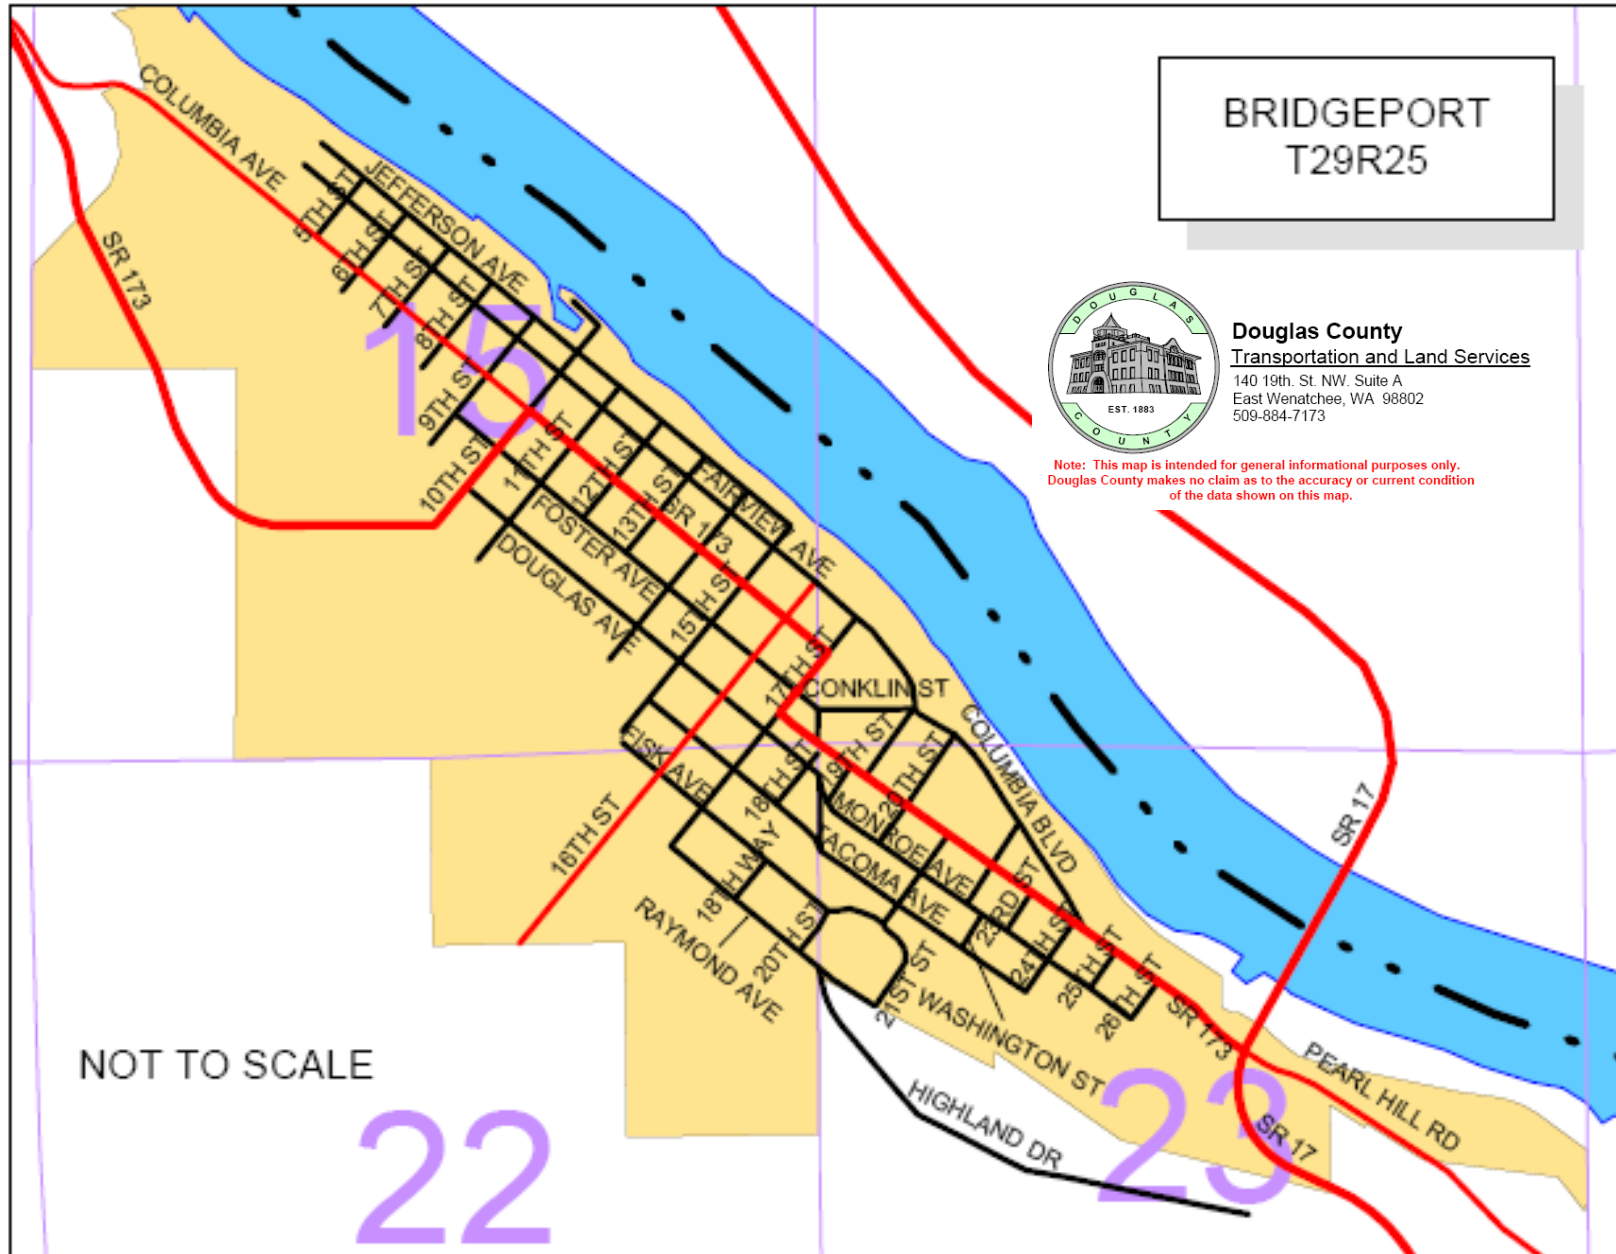 BRIDGEPORT
T29R25
DOUGLAS
EST. 1883
COUNTY
Douglas County
Transportation and Land Services
140 19th. St. NW. Suite A
East Wenatchee, WA  98802
509-884-7173
Note:  This map is intended for general informational purposes only.
Douglas County makes no claim as to the accuracy or current condition
of the data shown on this map.
COLUMBIA AVE
JEFFERSON AVE
5TH ST
6TH ST
7TH ST
8TH ST
9TH ST
10TH ST
11TH ST
12TH ST
13TH ST
15TH ST
17TH ST
SR 173
15
FAIRVIEW AVE
SR 173
FOSTER AVE
DOUGLAS AVE
CONKLIN ST
COLUMBIA BLVD
FISK AVE
16TH ST
18TH ST
19TH ST
20TH ST
MONROE AVE
TACOMA AVE
18TH WAY
RAYMOND AVE
20TH ST
21ST ST
23RD ST
24TH ST
25TH ST
26TH ST
WASHINGTON ST
SR 173
SR 17
PEARL HILL RD
SR 17
HIGHLAND DR
NOT TO SCALE
22
23